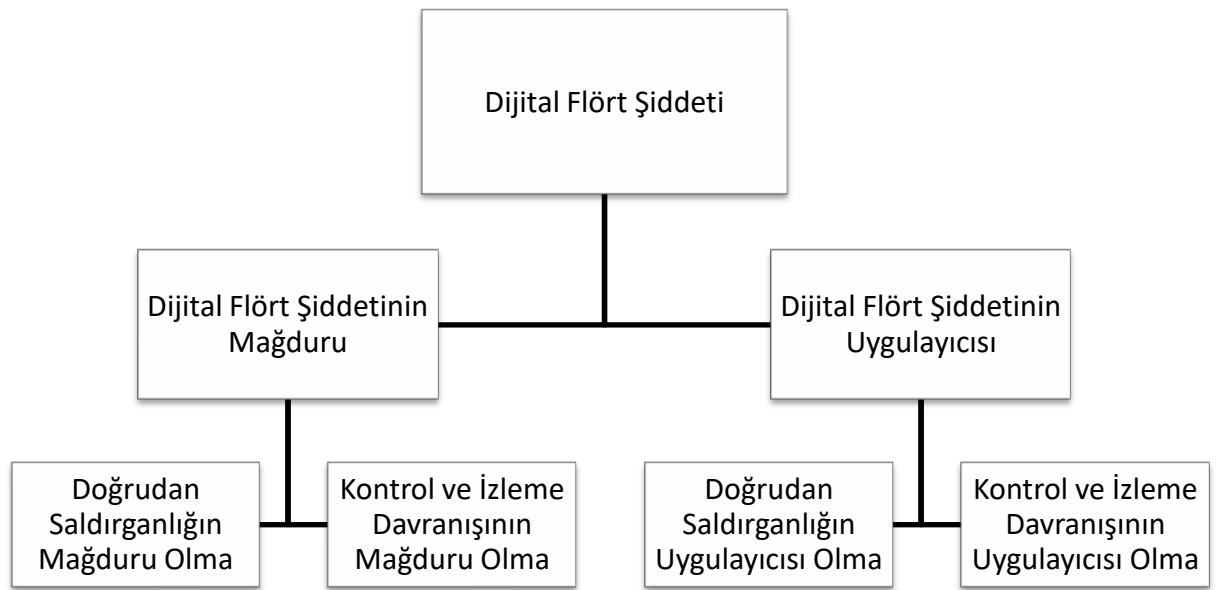 Dijital Flört Şiddeti
Dijital Flört Şiddetinin
Mağduru
Dijital Flört Şiddetinin
Uygulayıcısı
Doğrudan
Saldırganlığın
Mağduru Olma
Kontrol ve İzleme
Davranışının
Mağduru Olma
Doğrudan
Saldırganlığın
Uygulayıcısı Olma
Kontrol ve İzleme
Davranışının
Uygulayıcısı Olma